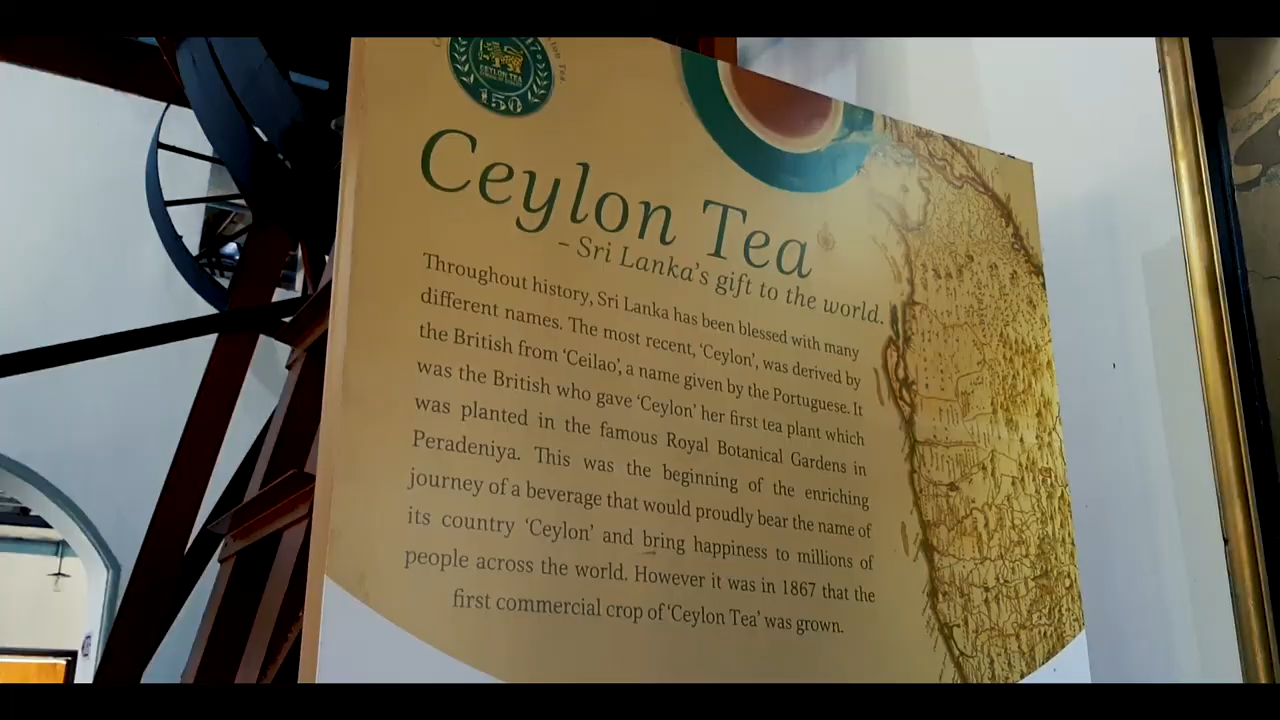 CEYLON TEA
150
Ceylon Tea
- Sri Lanka's gift to the world.
Throughout history, Sri Lanka has been blessed with many
different names. The most recent, 'Ceylon', was derived by
the British from 'Ceilao', a name given by the Portuguese. It
was the British who gave 'Ceylon' her first tea plant which
was planted in the famous Royal Botanical Gardens in
Peradeniya. This was the beginning of the enriching
journey of a beverage that would proudly bear the name of
its country 'Ceylon' and bring happiness to millions of
people across the world. However it was in 1867 that the
first commercial crop of 'Ceylon Tea' was grown.